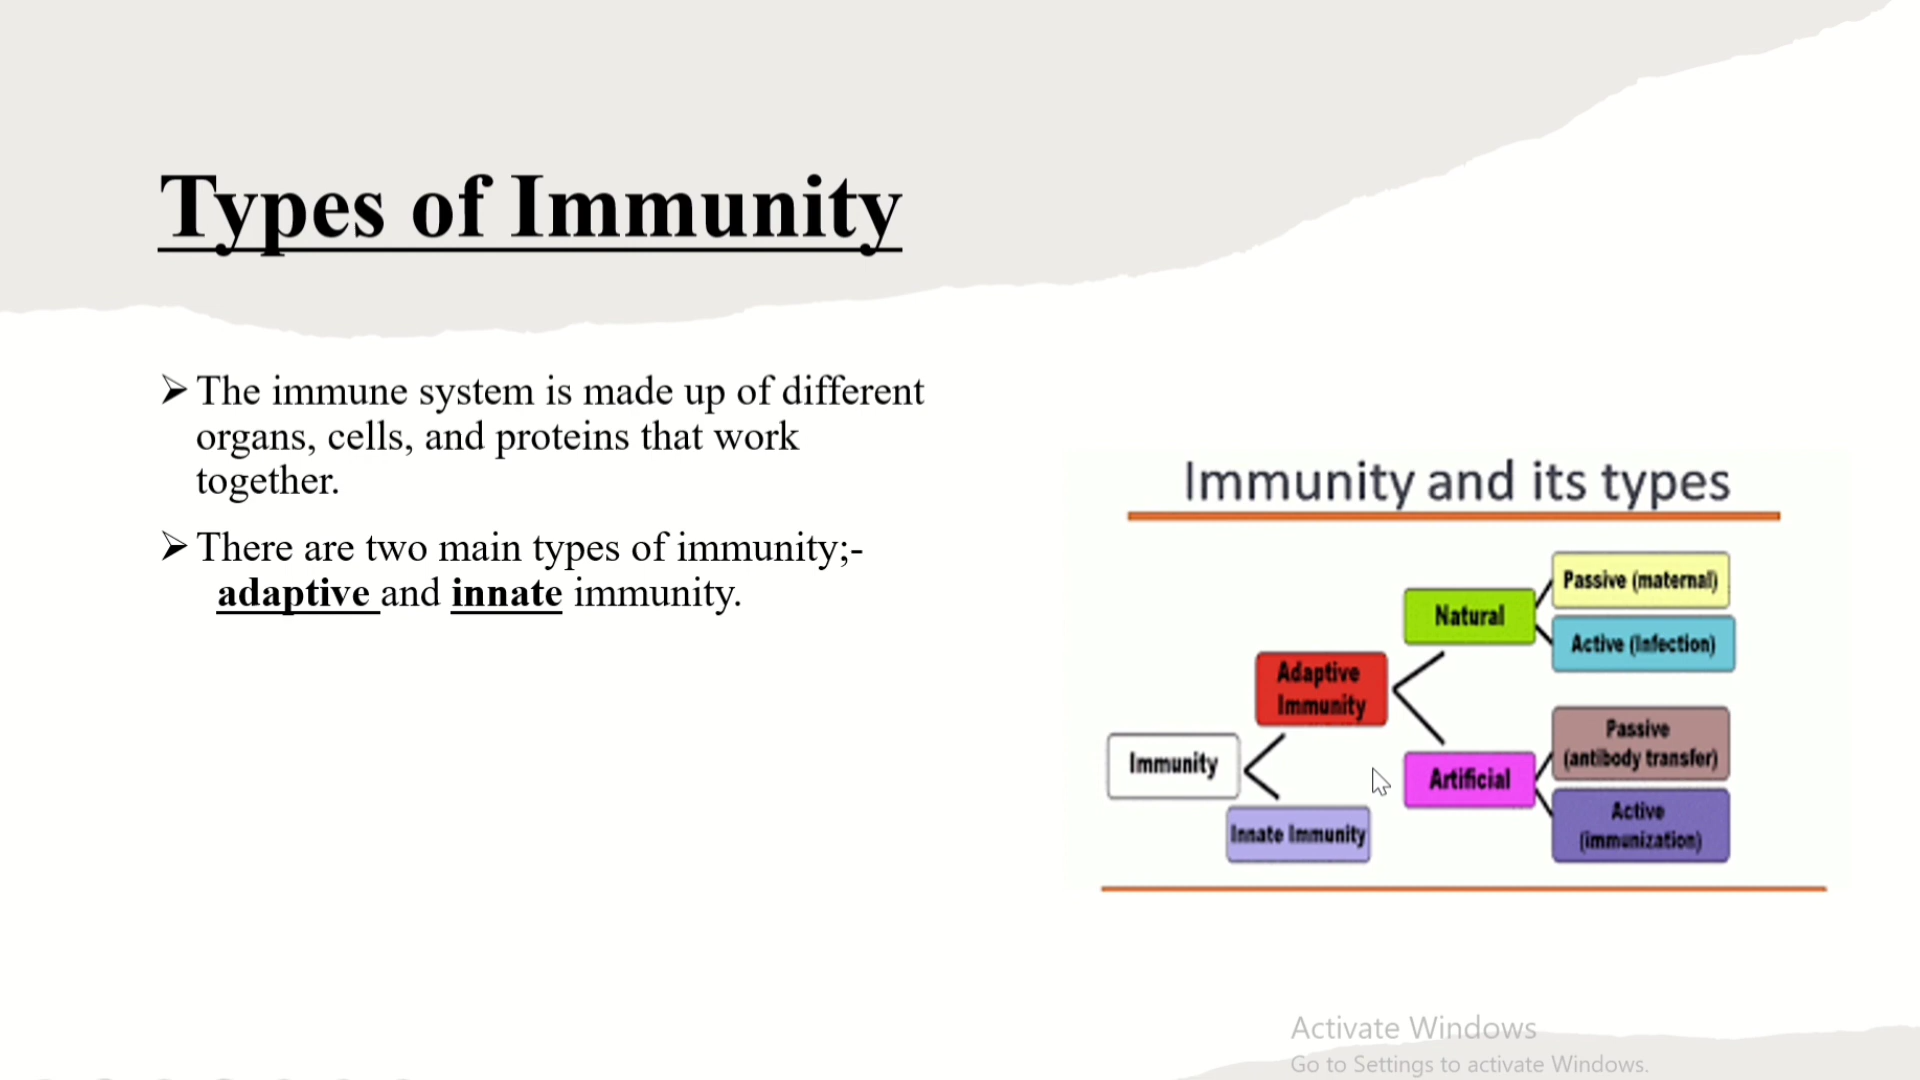 Types of Immunity
➢ The immune system is made up of different
organs, cells, and proteins that work
together.
➢ There are two main types of immunity;-
adaptive and innate immunity.
Immunity and its types
Passive (maternal)
Natural
Active (Infection)
Adaptive
Immunity
Passive
(antibody transfer)
Immunity
Artificial
Active
(immunization)
Innate Immunity
Activate Windows
Go to Settings to activate Windows.